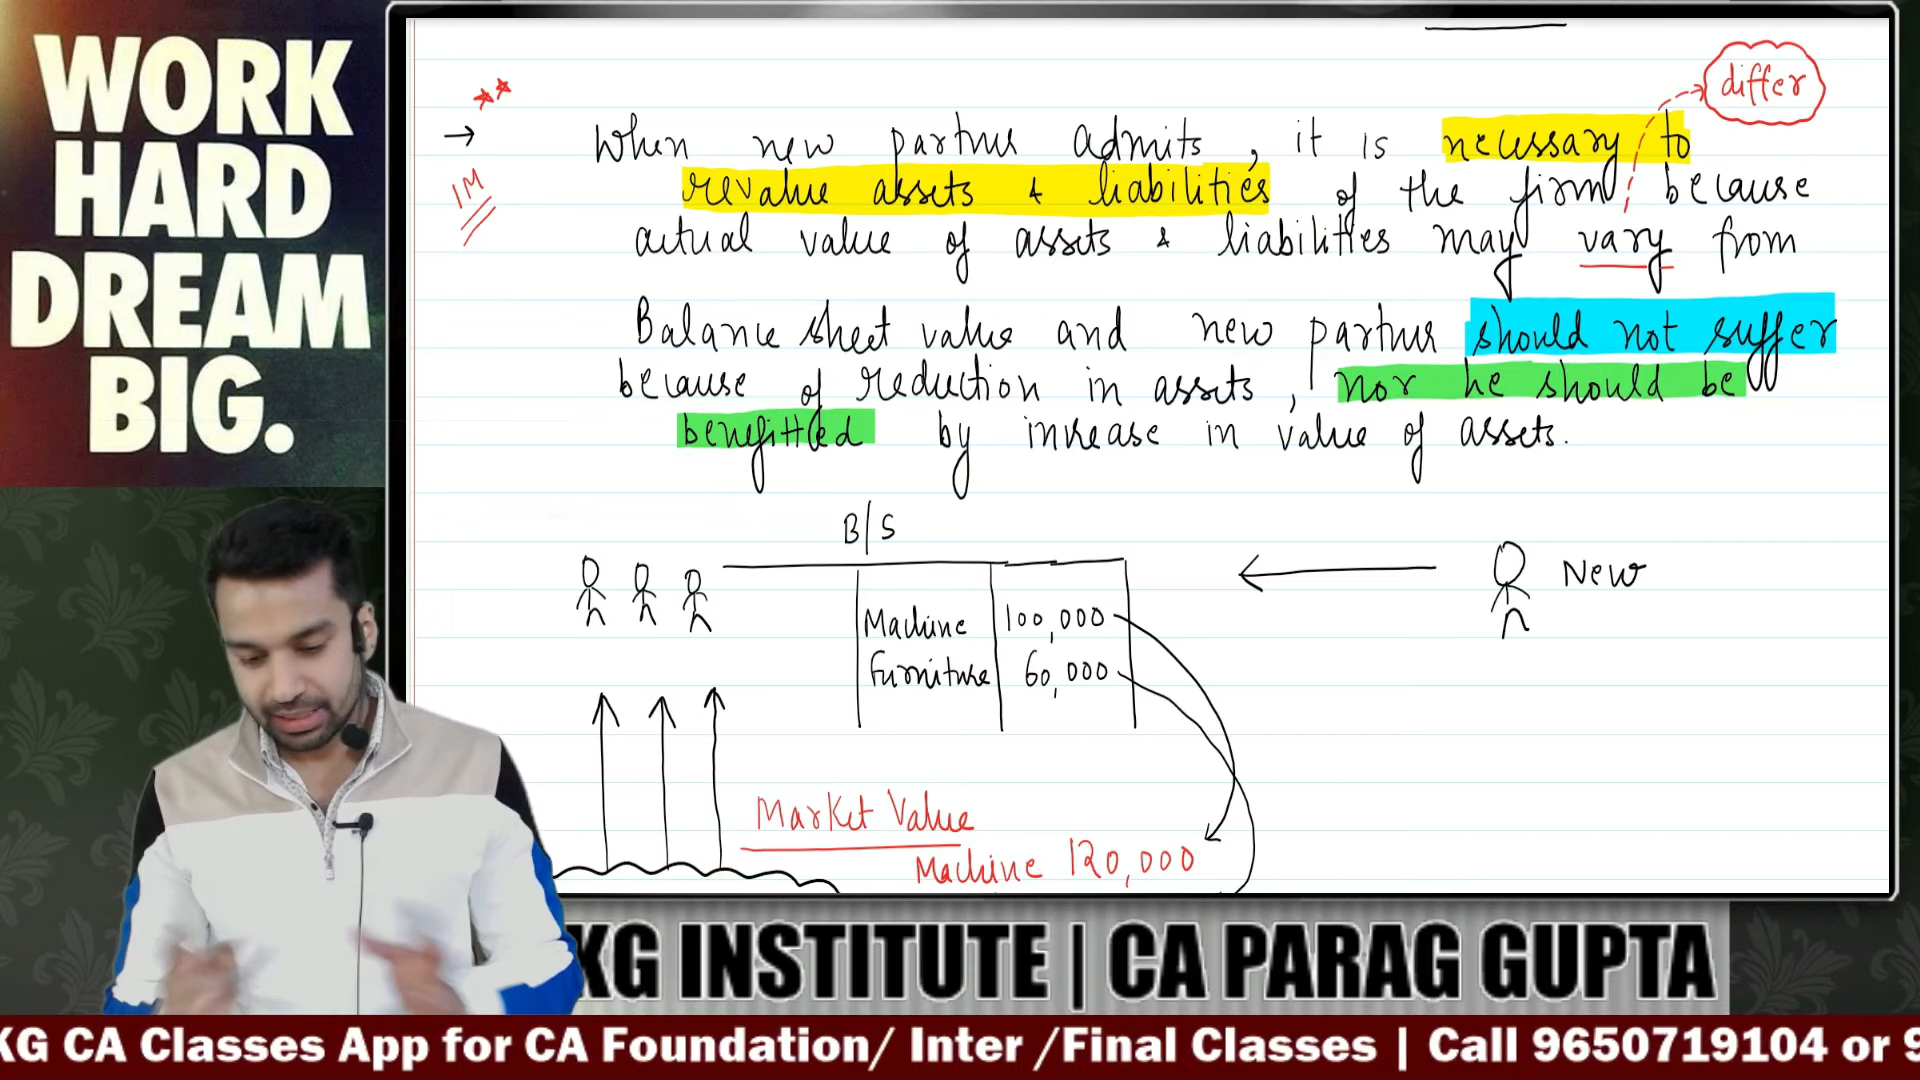 WORK
HARD
DREAM
BIG.
differ
→ When new partner admits, it is necessary to
1M
revalue assets & liabilities of the firm because
actual value of assets & liabilities may vary from
Balance sheet value and new partner should not suffer
because of reduction in assets, nor he should be
benefitted by increase in value of assets.
B/S
New
Machine 100,000
Furniture 60,000
Market Value
Machine 120,000
KG INSTITUTE | CA PARAG GUPTA
KG CA Classes App for CA Foundation/ Inter /Final Classes | Call 9650719104 or 9